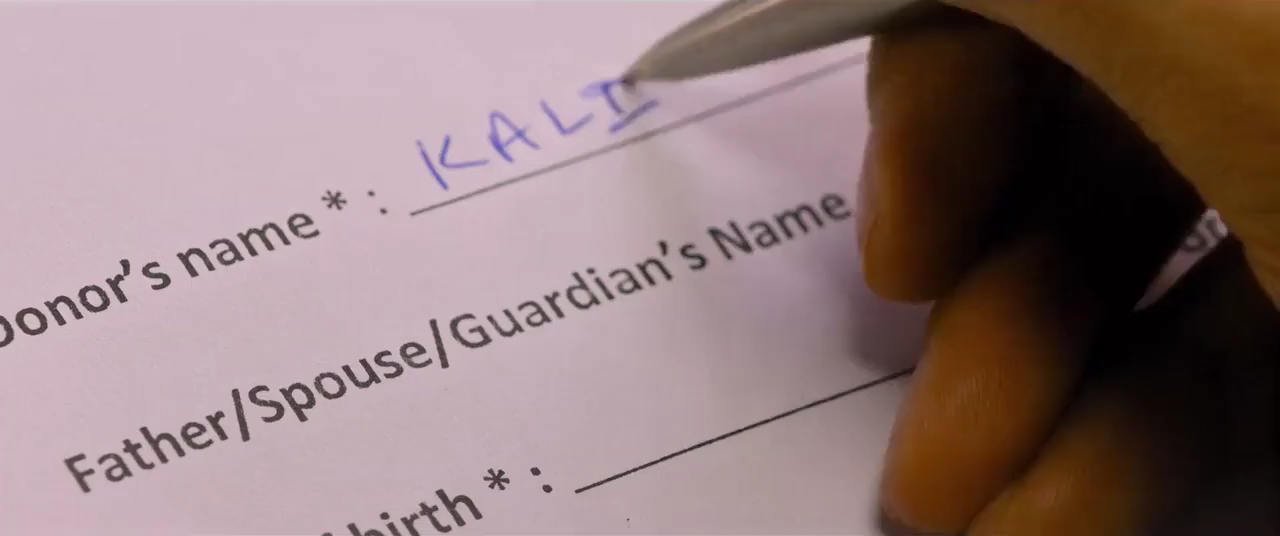 Donor's name * : KALI
Father/Spouse/Guardian's Name
birth * :